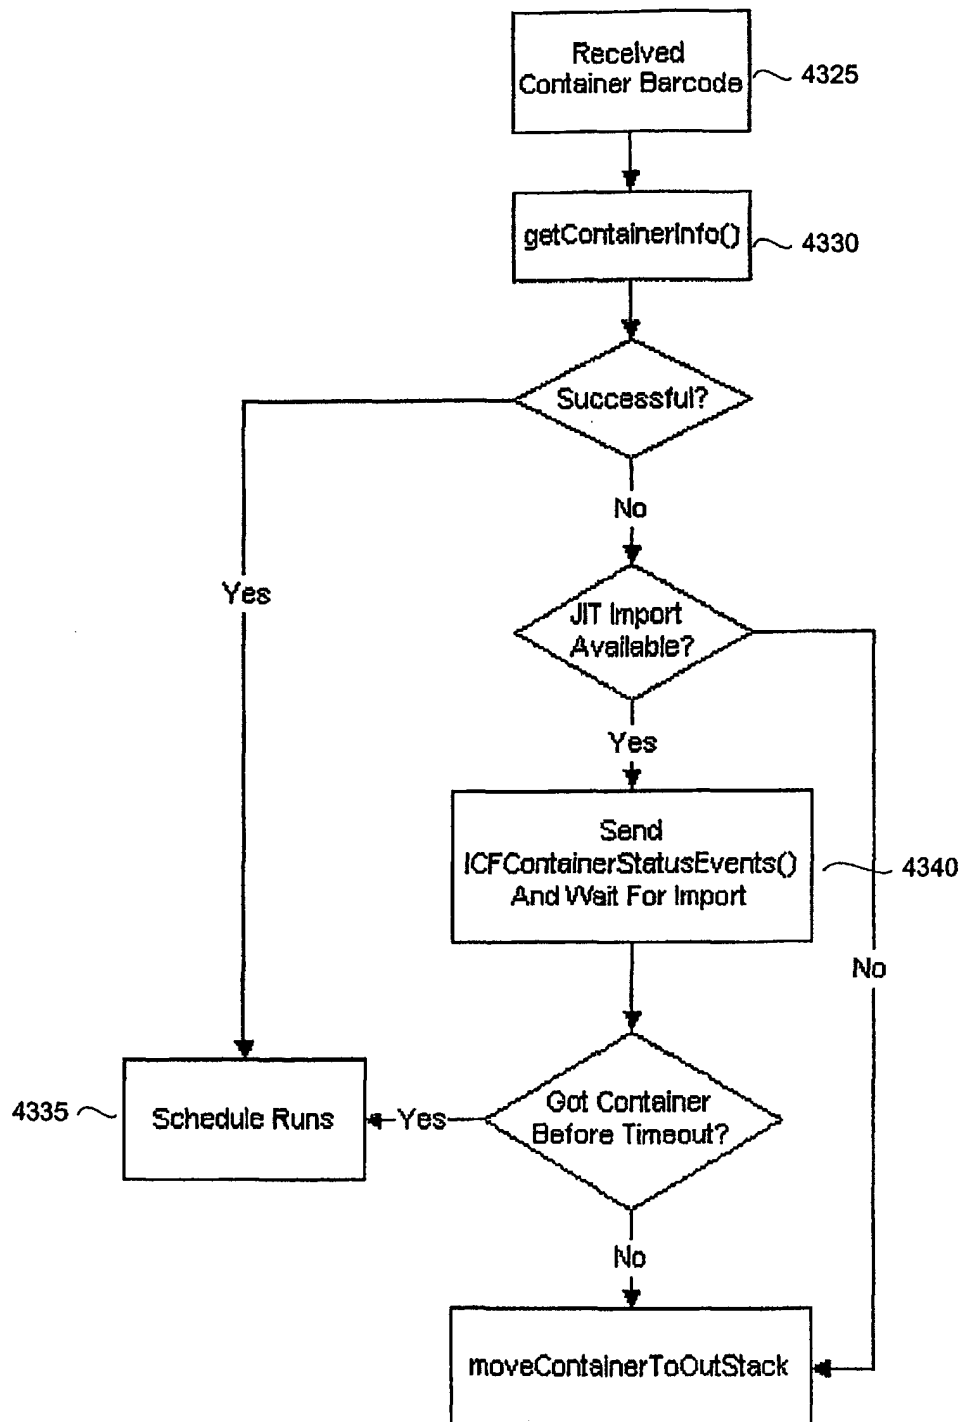 Received
Container Barcode
4325
getContainerInfo()
4330
Successful?
No
Yes
JIT Import
Available?
Yes
Send
ICFContainerStatusEvents()
And Wait For Import
4340
No
4335
Schedule Runs
Yes
Got Container
Before Timeout?
No
moveContainerToOutStack